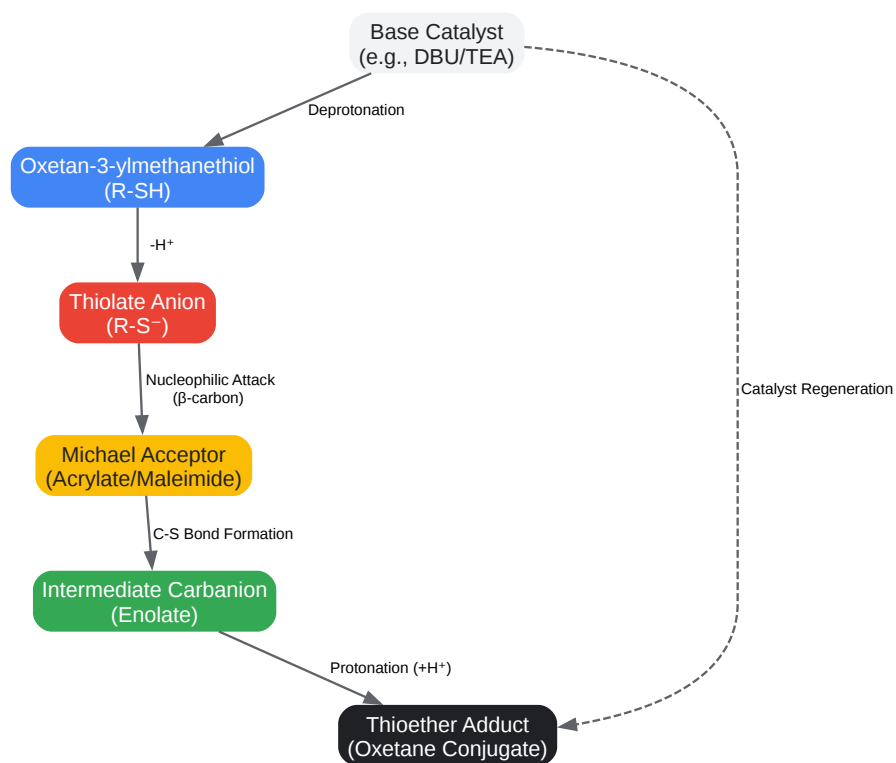 Base Catalyst
(e.g., DBU/TEA)
Deprotonation
Oxetan-3-ylmethanethiol
(R-SH)
-H⁺
Thiolate Anion
(R-S⁻)
Nucleophilic Attack
(β-carbon)
Catalyst Regeneration
Michael Acceptor
(Acrylate/Maleimide)
C-S Bond Formation
Intermediate Carbanion
(Enolate)
Protonation (+H⁺)
Thioether Adduct
(Oxetane Conjugate)